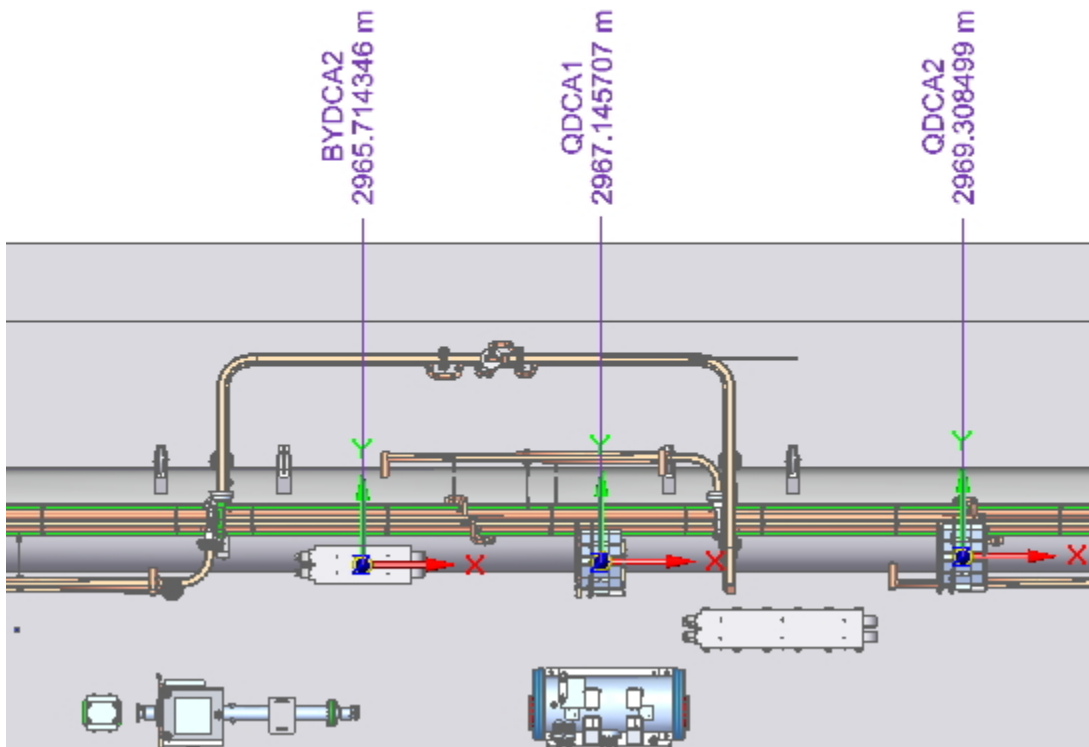 BYDCA2
2965.714346 m
QDCA1
2967.145707 m
QDCA2
2969.308499 m
Y
Y
Y
X
X
X